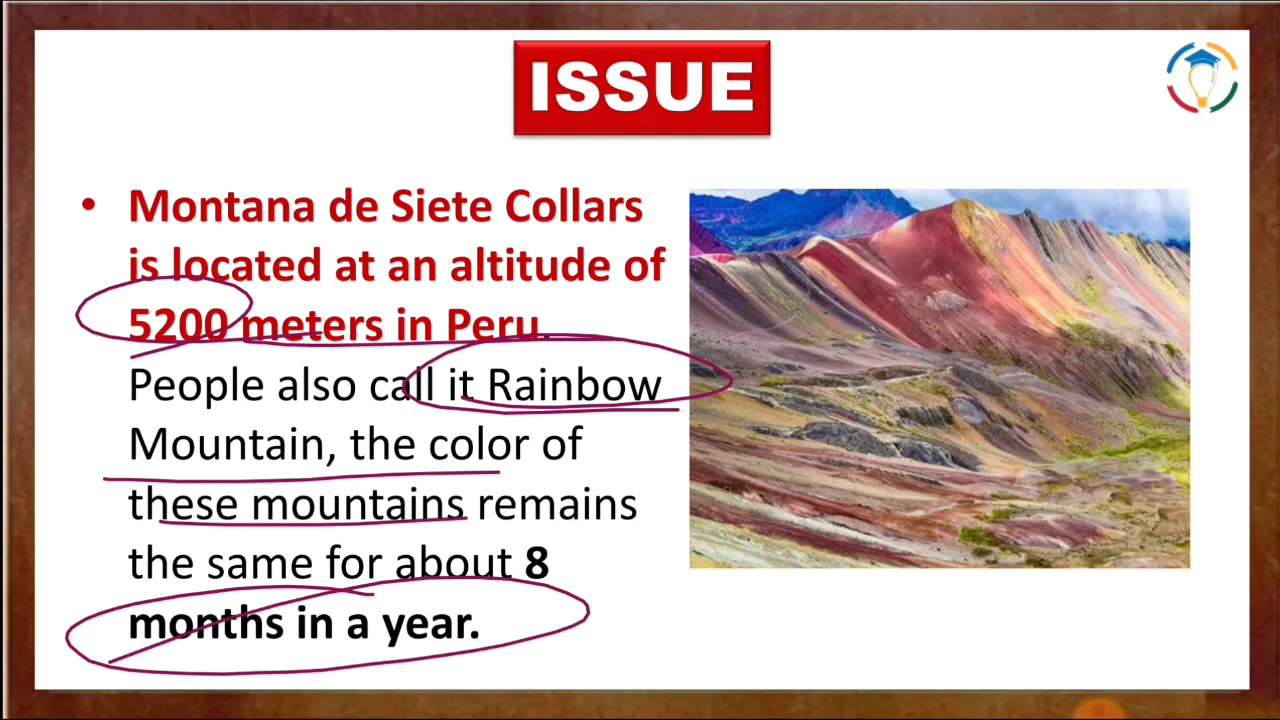 ISSUE
• Montana de Siete Collars
is located at an altitude of
5200 meters in Peru.
People also call it Rainbow
Mountain, the color of
these mountains remains
the same for about 8
months in a year.